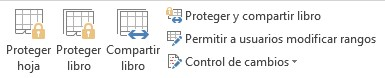 Proteger hoja
Proteger libro
Compartir libro
Proteger y compartir libro
Permitir a usuarios modificar rangos
Control de cambios